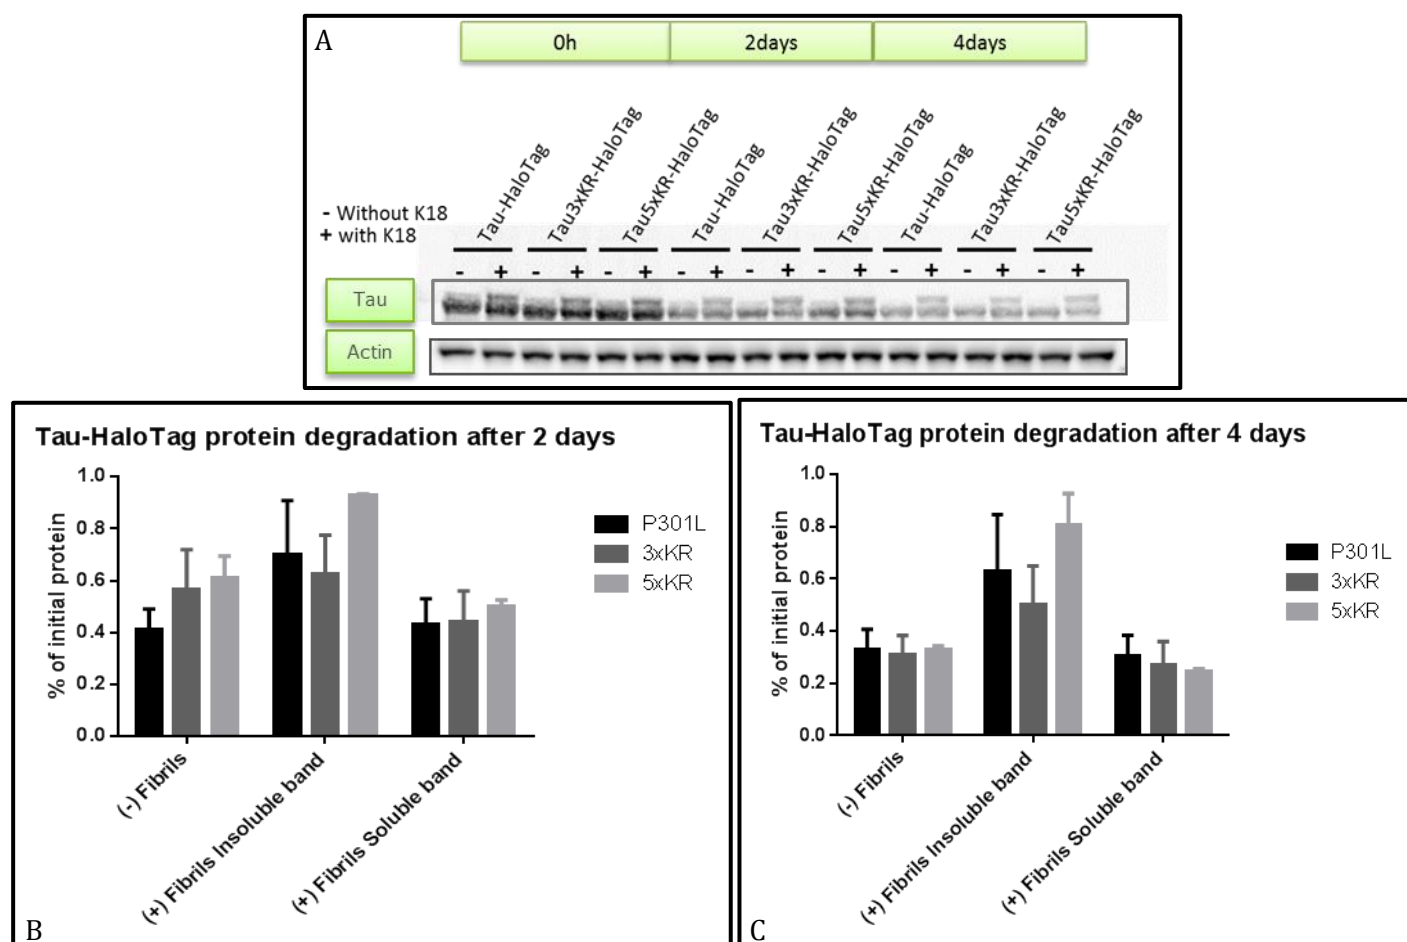 A
0h 2days 4days
Tau-HaloTag Tau3xKR-HaloTag Tau5xKR-HaloTag Tau-HaloTag Tau3xKR-HaloTag Tau5xKR-HaloTag Tau-HaloTag Tau3xKR-HaloTag Tau5xKR-HaloTag
- Without K18
+ with K18
- + - + - + - + - + - + - + - + - +
Tau
Actin
Tau-HaloTag protein degradation after 2 days
% of initial protein
1.0
0.8
0.6
0.4
0.2
0.0
P301L
3xKR
5xKR
(-) Fibrils
(+) Fibrils Insoluble band
(+) Fibrils Soluble band
B
Tau-HaloTag protein degradation after 4 days
% of initial protein
1.0
0.8
0.6
0.4
0.2
0.0
P301L
3xKR
5xKR
(-) Fibrils
(+) Fibrils Insoluble band
(+) Fibrils Soluble band
C